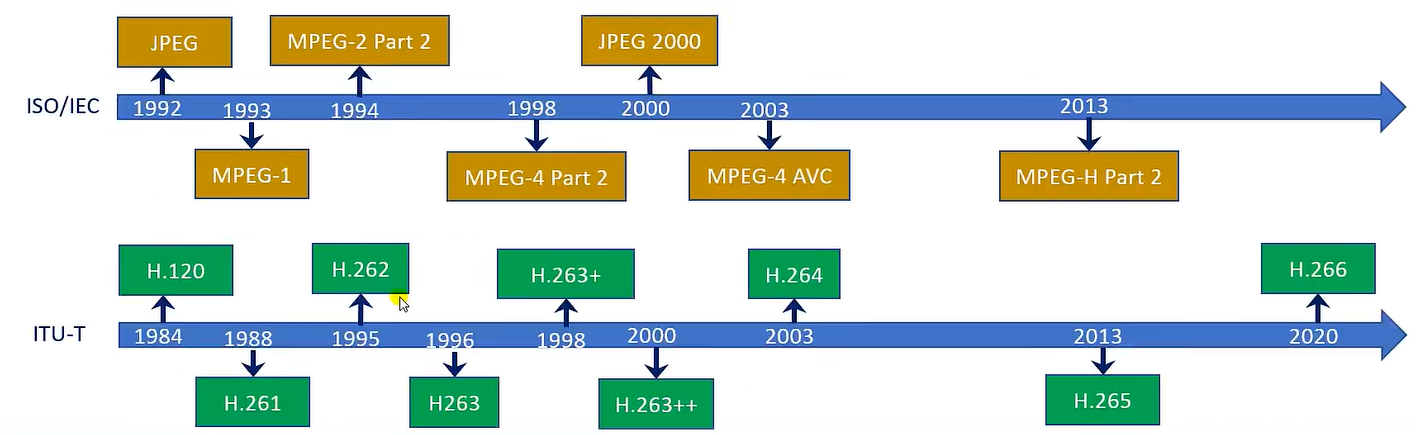 JPEG
MPEG-2 Part 2
JPEG 2000
ISO/IEC
1992
1993
1994
1998
2000
2003
2013
MPEG-1
MPEG-4 Part 2
MPEG-4 AVC
MPEG-H Part 2
H.120
H.262
H.263+
H.264
H.266
ITU-T
1984
1988
1995
1996
1998
2000
2003
2013
2020
H.261
H263
H.263++
H.265